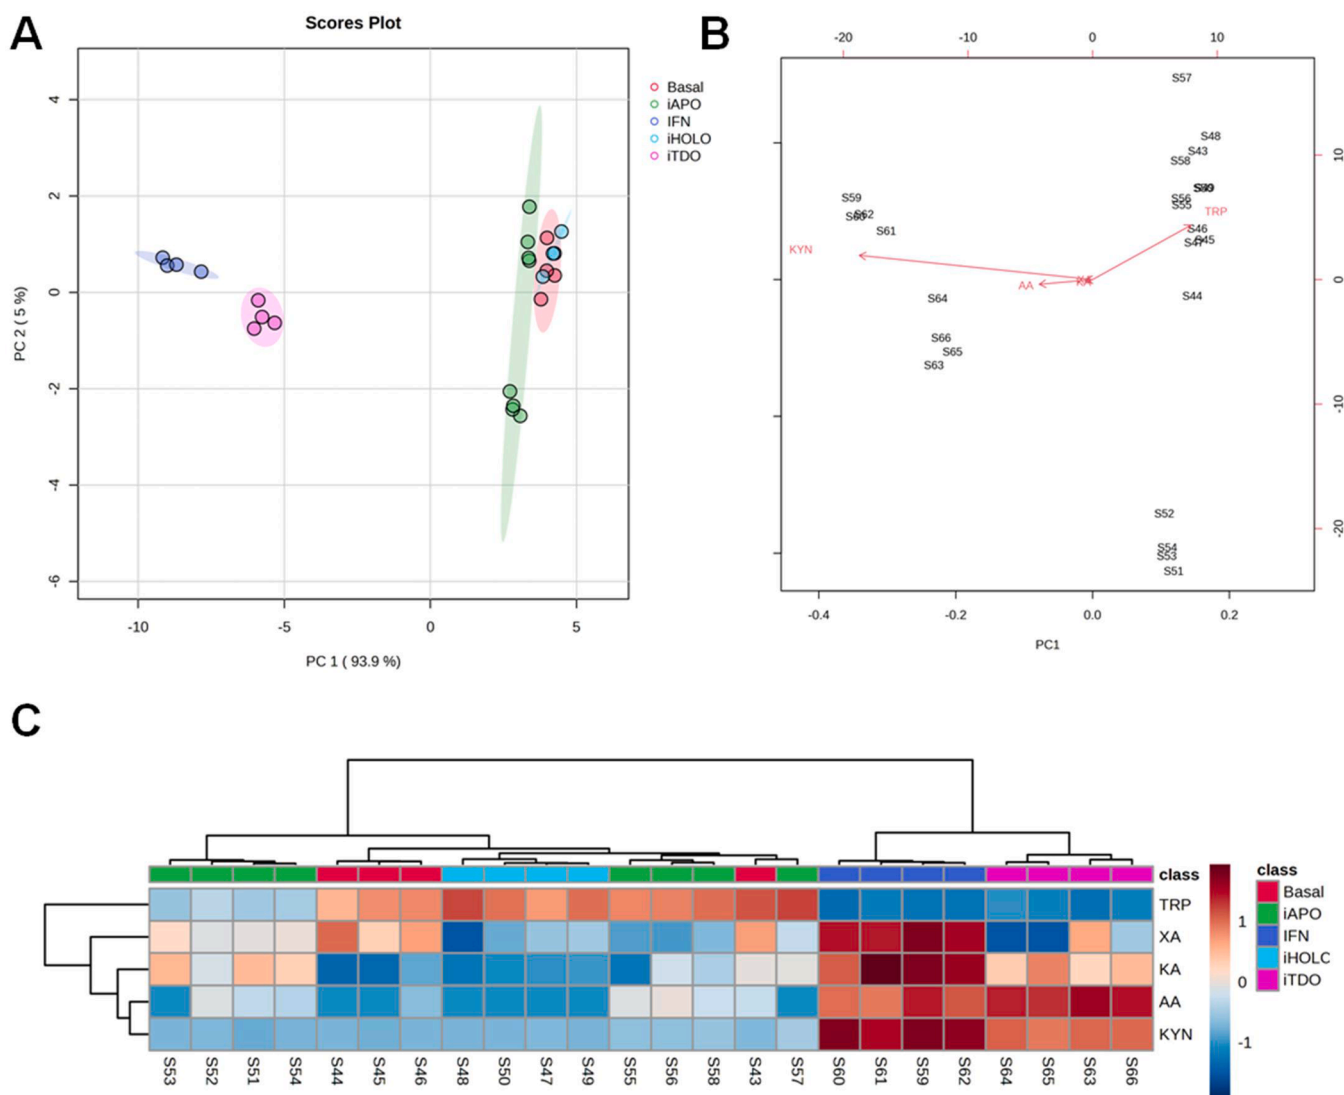 A
Scores Plot
4
2
0
-2
-4
-6
PC 2 ( 5 %)
-10
-5
0
5
PC 1 ( 93.9 %)
Basal
iAPO
IFN
iHOLO
iTDO
B
-20
-10
0
10
S57
S48
S43
S58
S56
S55
TRP
S46
S45
S47
S44
S59
S62
S60
S61
KYN
AA
S64
S66
S65
S63
S52
S54
S53
S51
10
0
-10
-20
-0.4
-0.2
0.0
0.2
PC1
C
class
TRP
XA
KA
AA
KYN
S53
S52
S51
S54
S44
S45
S46
S48
S50
S47
S49
S55
S56
S58
S43
S57
S60
S61
S59
S62
S64
S65
S63
S66
1
0
-1
class
Basal
iAPO
IFN
iHOLC
iTDO